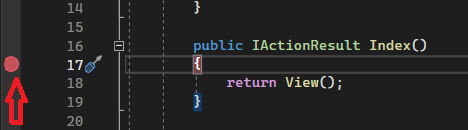 14 }
15
16 public IActionResult Index()
17 {
18 return View();
19 }
20